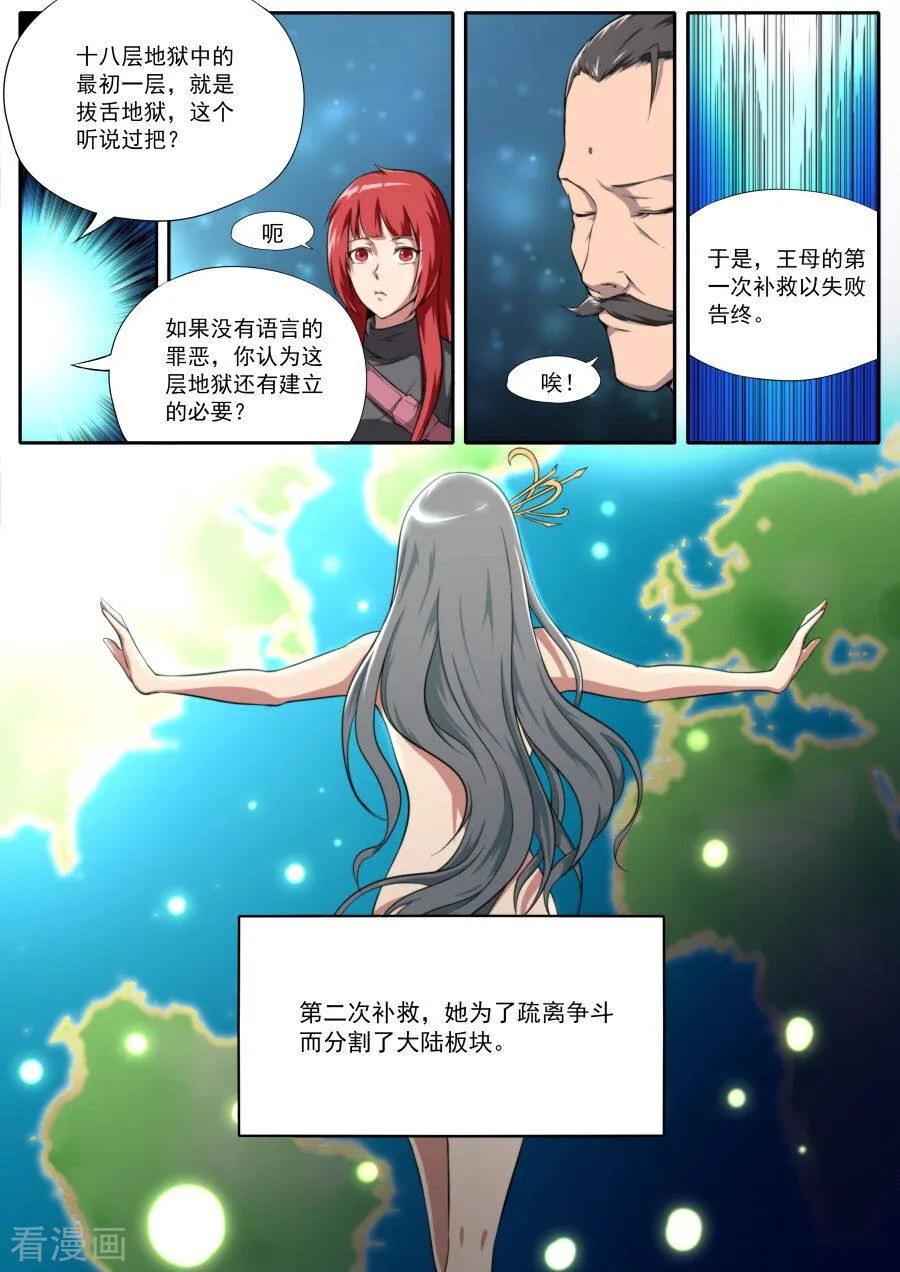 十八层地狱中的
最初一层，就是
拔舌地狱，这个
听说过把？
呃
如果没有语言的
罪恶，你认为这
层地狱还有建立
的必要？
唉！
于是，王母的第
一次补救以失败
告终。
第二次补救，她为了疏离争斗
而分割了大陆板块。
看漫画